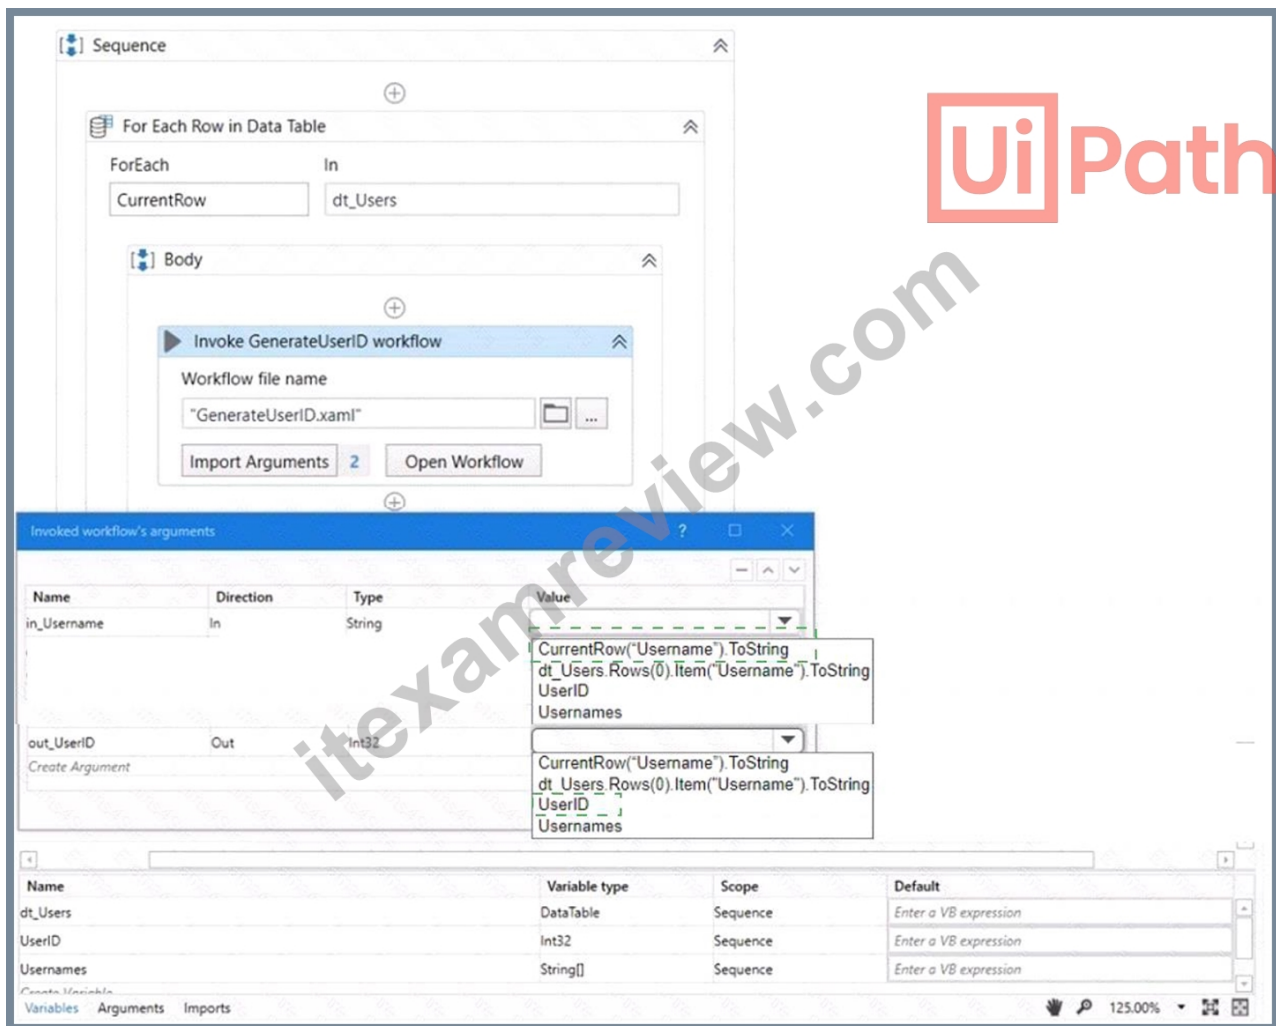 Sequence
For Each Row in Data Table
ForEach In
CurrentRow dt_Users
Body
Invoke GenerateUserID workflow
Workflow file name
"GenerateUserID.xaml" ...
Import Arguments 2 Open Workflow
UiPath
itexamreview.com
Invoked workflow's arguments ?
Name Direction Type Value
in_Username In String
CurrentRow("Username").ToString
dt_Users.Rows(0).Item("Username").ToString
UserID
Usernames
out_UserID Out Int32
Create Argument
CurrentRow("Username").ToString
dt_Users.Rows(0).Item("Username").ToString
UserID
Usernames
Name Variable type Scope Default
dt_Users DataTable Sequence Enter a VB expression
UserID Int32 Sequence Enter a VB expression
Usernames String[] Sequence Enter a VB expression
Create Variable
Variables Arguments Imports 125.00%